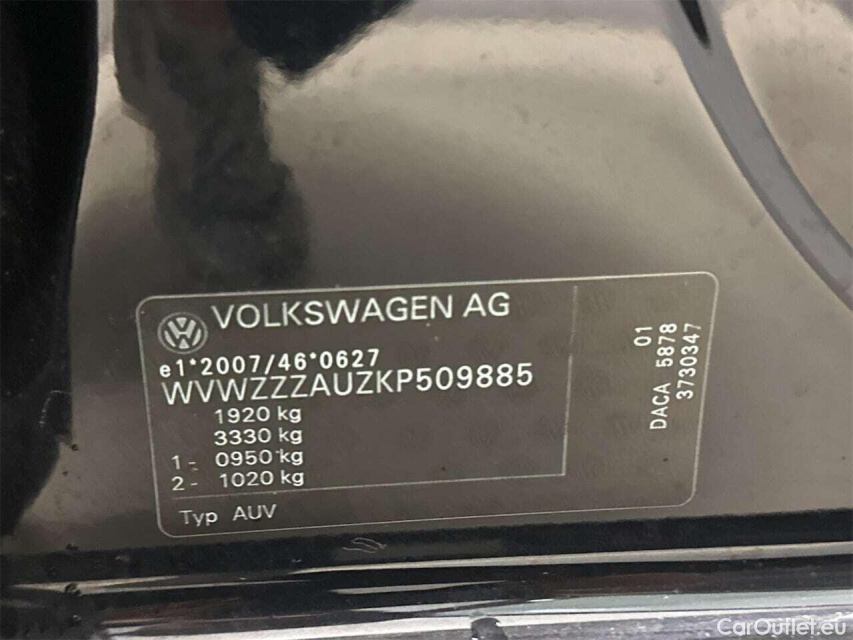 VOLKSWAGEN AG
e1*2007/46*0627
WVWZZZAUZKP509885
1920 kg
3330 kg
1- 0950 kg
2- 1020 kg
Typ AUV
01
DACA 5878
3730347
CarOutlet.eu